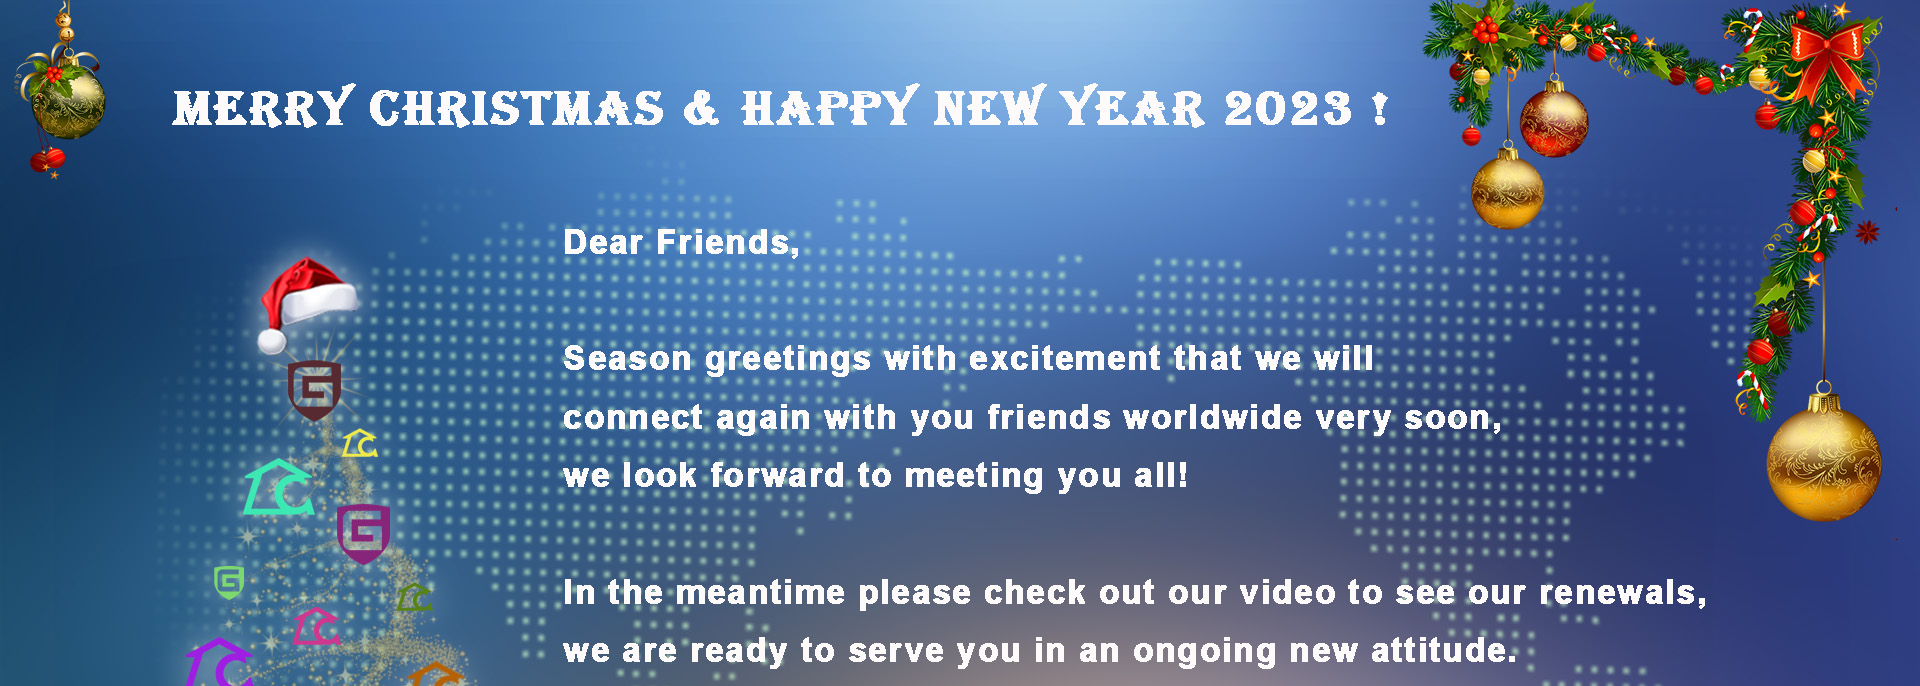 MERRY CHRISTMAS & HAPPY NEW YEAR 2023 !
Dear Friends,
Season greetings with excitement that we will
connect again with you friends worldwide very soon,
we look forward to meeting you all!
In the meantime please check out our video to see our renewals,
we are ready to serve you in an ongoing new attitude.